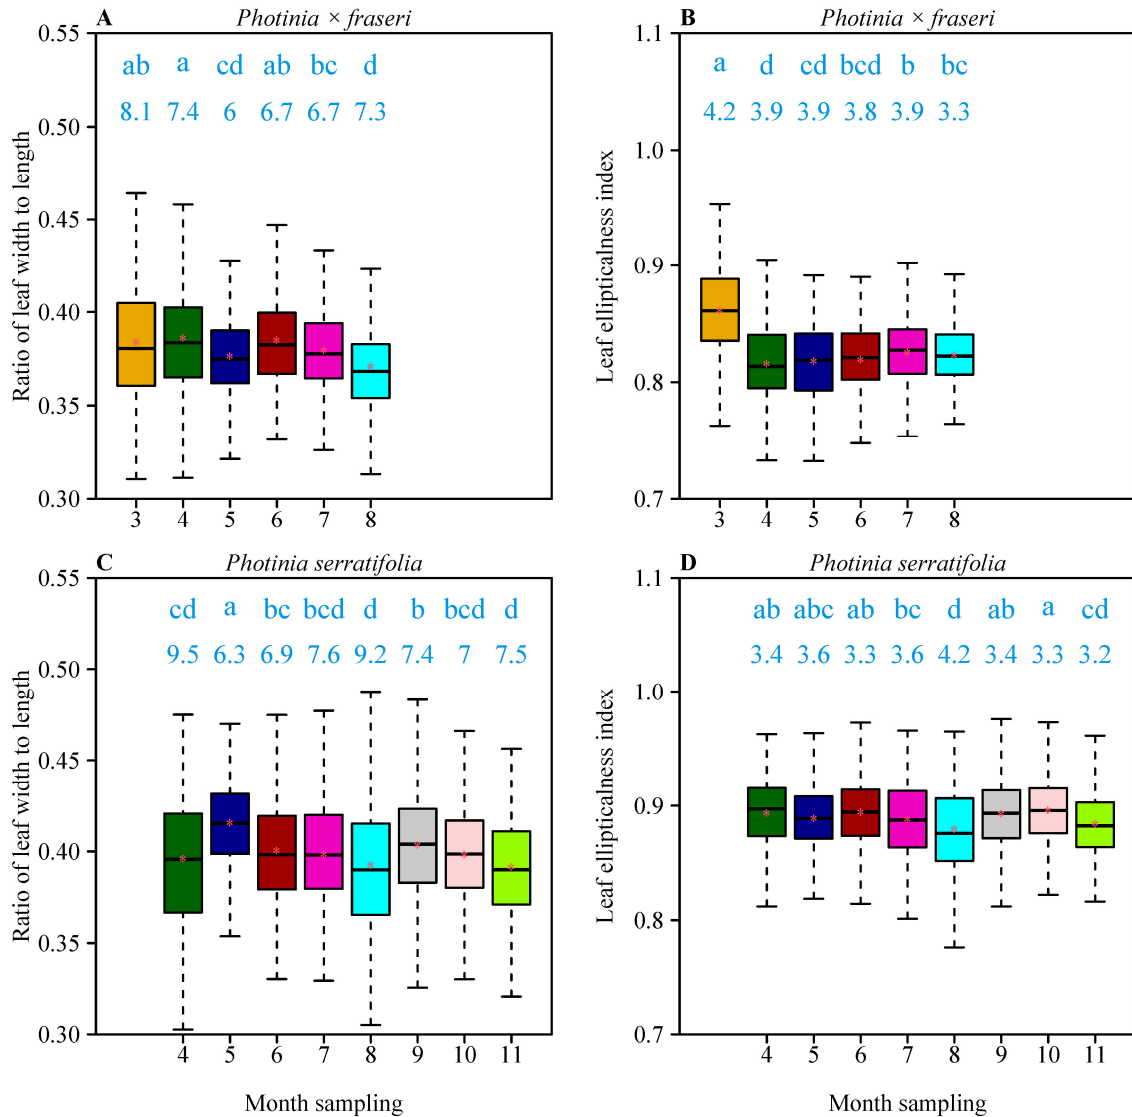 A Photinia × fraseri
ab a cd ab bc d
8.1 7.4 6 6.7 6.7 7.3
Ratio of leaf width to length
0.55
0.50
0.45
0.40
0.35
0.30
3 4 5 6 7 8
B Photinia × fraseri
a d cd bcd b bc
4.2 3.9 3.9 3.8 3.9 3.3
Leaf ellipticalness index
1.1
1.0
0.9
0.8
0.7
3 4 5 6 7 8
C Photinia serratifolia
cd a bc bcd d b bcd d
9.5 6.3 6.9 7.6 9.2 7.4 7 7.5
Ratio of leaf width to length
0.55
0.50
0.45
0.40
0.35
0.30
4 5 6 7 8 9 10 11
Month sampling
D Photinia serratifolia
ab abc ab bc d ab a cd
3.4 3.6 3.3 3.6 4.2 3.4 3.3 3.2
Leaf ellipticalness index
1.1
1.0
0.9
0.8
0.7
4 5 6 7 8 9 10 11
Month sampling